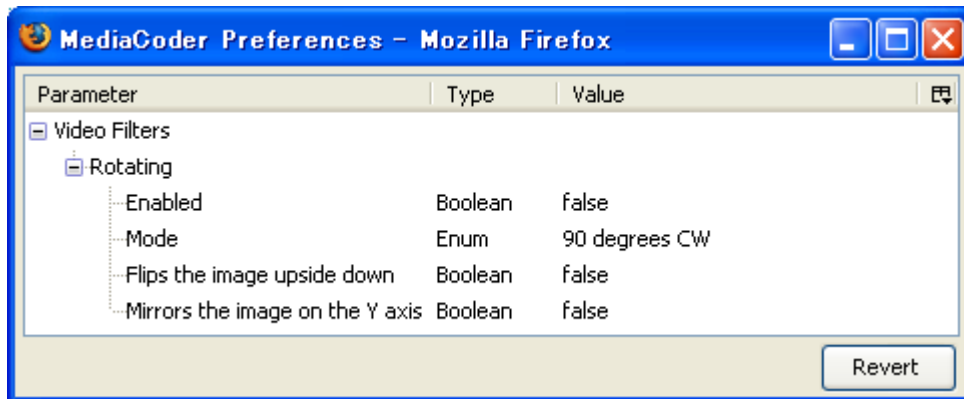 MediaCoder Preferences - Mozilla Firefox
Parameter Type Value
Video Filters
Rotating
Enabled Boolean false
Mode Enum 90 degrees CW
Flips the image upside down Boolean false
Mirrors the image on the Y axis Boolean false
Revert